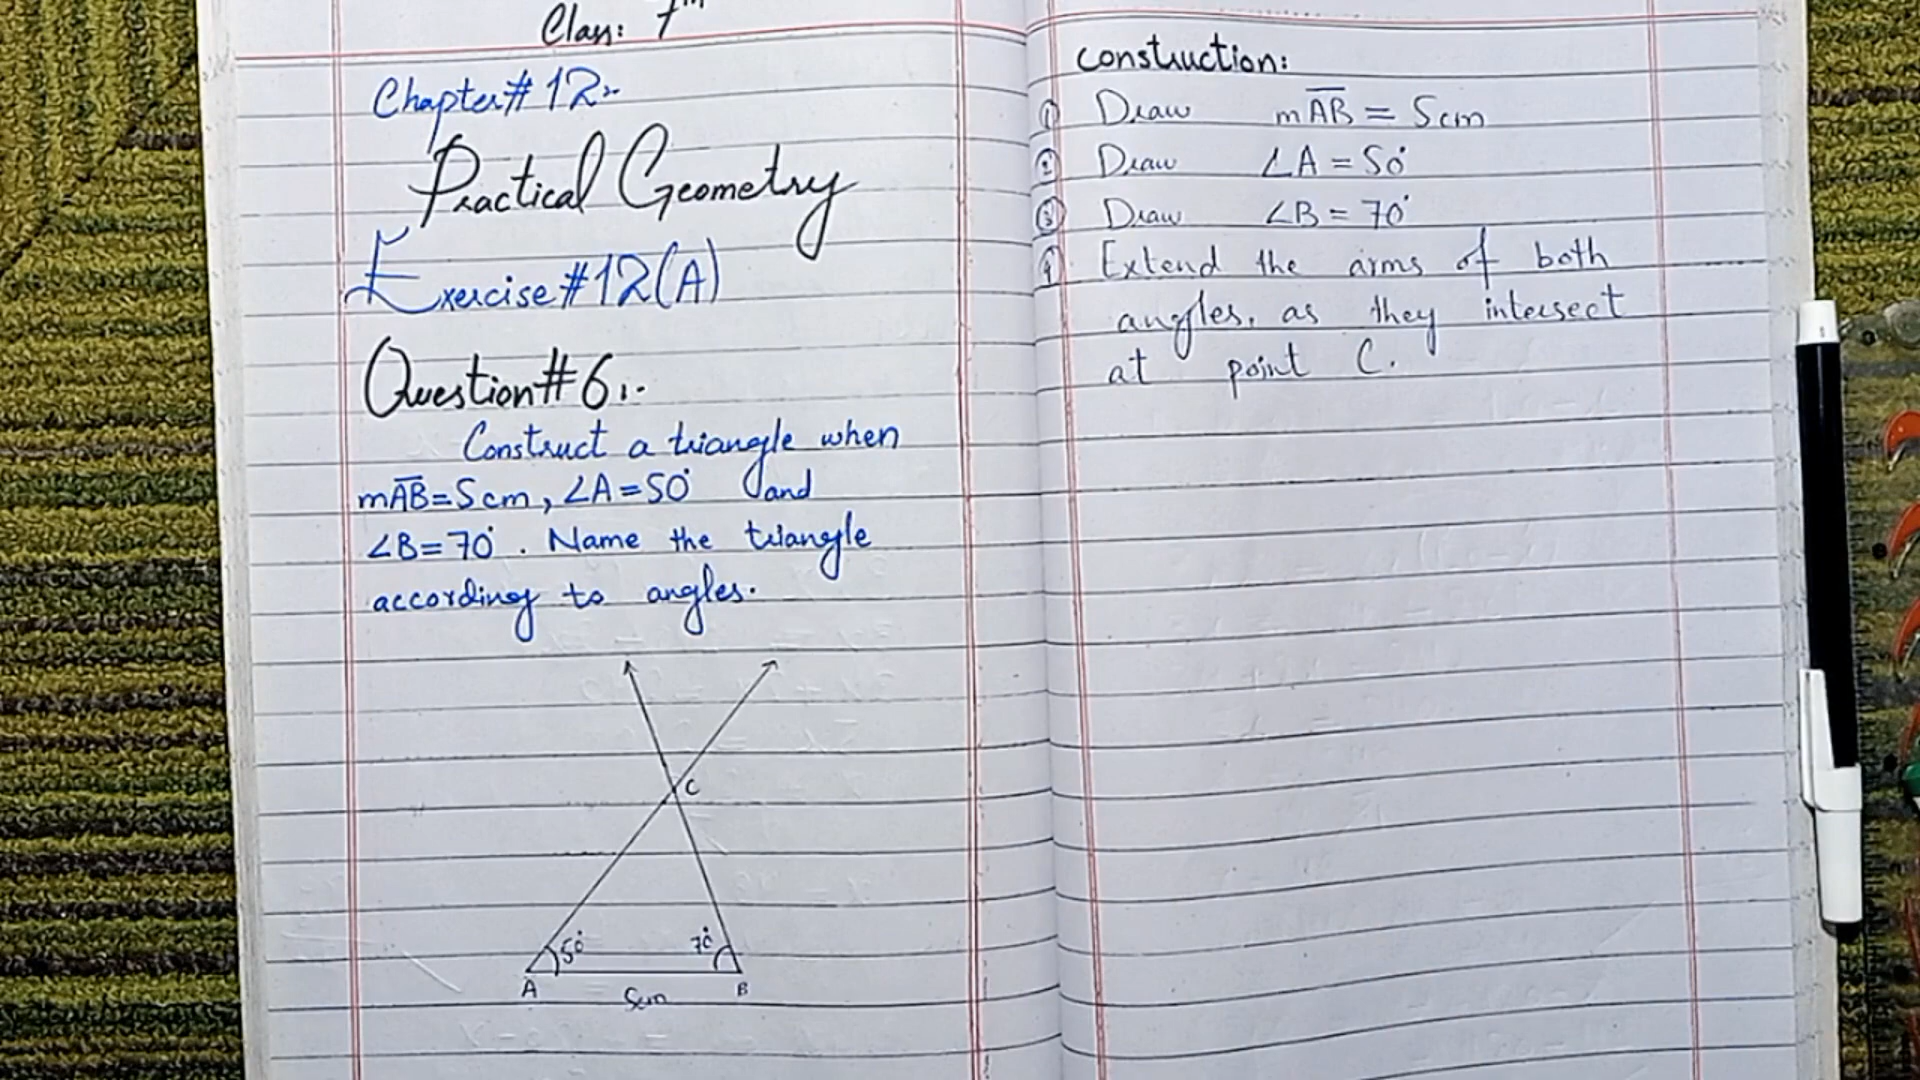 Class: 7th
Chapter# 12:-
Practical Geometry
Exercise#12(A)
Question#6:-
Construct a triangle when
mAB=5cm, ∠A=50° and
∠B=70°. Name the triangle
according to angles.
C
50° 70°
A 5cm B
construction:
① Draw mAB = 5cm
② Draw ∠A = 50°
③ Draw ∠B = 70°
④ Extend the arms of both
angles, as they intersect
at point C.